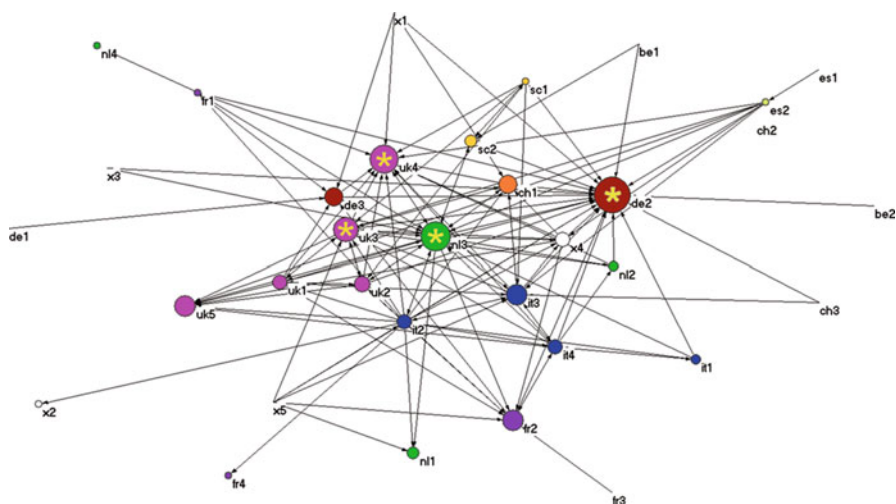 x1
nl4
be1
es1
sc1
fr1
es2
ch2
sc2
uk4
x3
ch1
de3
de2
be2
de1
uk3
nl3
x4
nl2
uk1
uk2
it3
ch3
uk5
it2
it4
it1
x2
x5
fr2
nl1
fr4
fr3